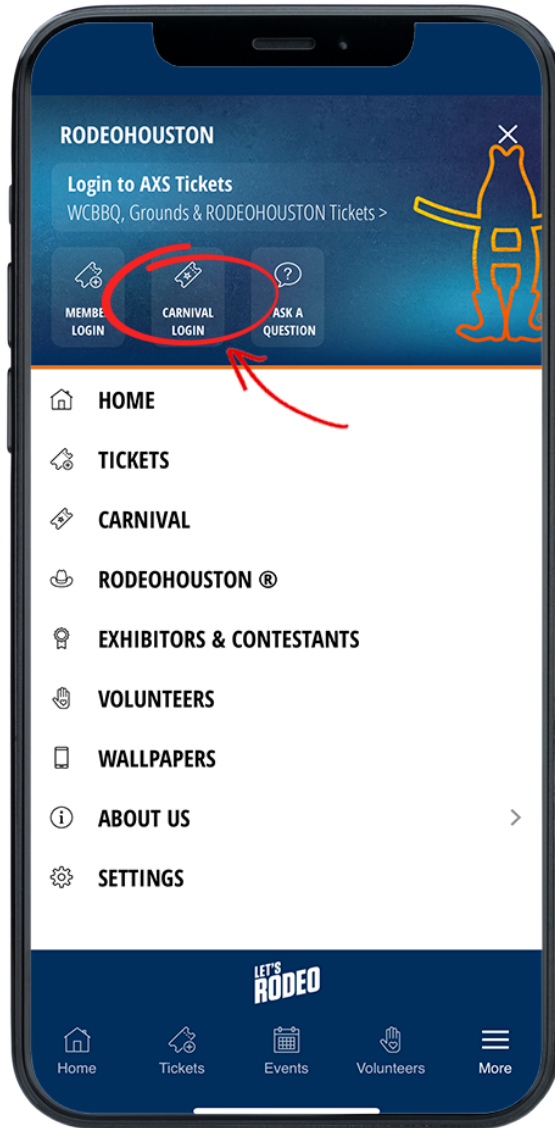 RODEOHOUSTON
Login to AXS Tickets
WCBBQ, Grounds & RODEOHOUSTON Tickets >
MEMBE
LOGIN
CARNIVAL
LOGIN
ASK A
QUESTION
HOME
TICKETS
CARNIVAL
RODEOHOUSTON ®
EXHIBITORS & CONTESTANTS
VOLUNTEERS
WALLPAPERS
ABOUT US
SETTINGS
LET'S
RODEO
Home
Tickets
Events
Volunteers
More